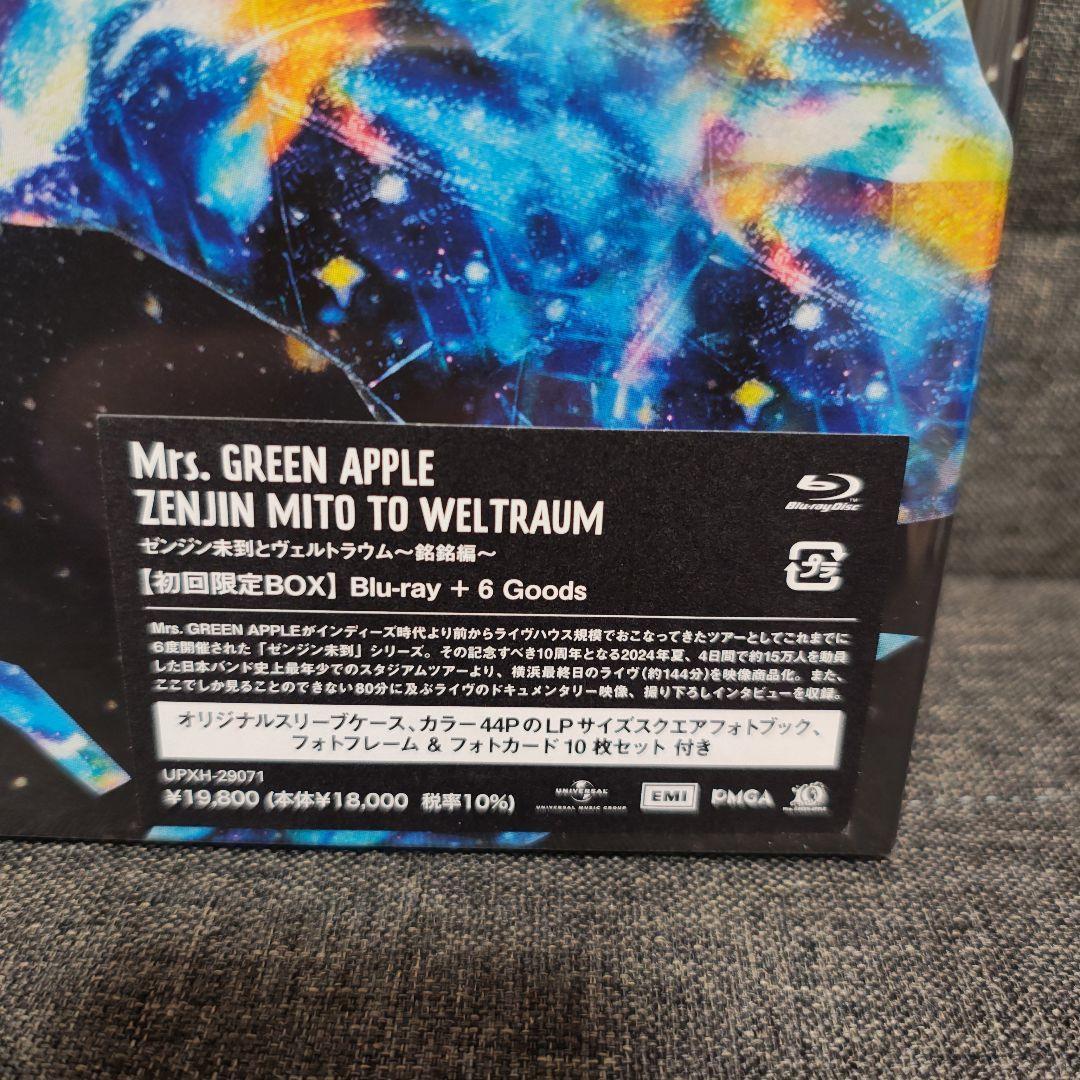 Mrs. GREEN APPLE
ZENJIN MITO TO WELTRAUM
ゼンジン未到とヴェルトラウム～銘銘編～
【初回限定BOX】 Blu-ray + 6 Goods
Blu-ray Disc
プラ
Mrs. GREEN APPLEがインディーズ時代より前からライヴハウス規模でおこなってきたツアーとしてこれまでに
6度開催された「ゼンジン未到」シリーズ。その記念すべき10周年となる2024年夏、4日間で約15万人を動員
した日本バンド史上最年少でのスタジアムツアーより、横浜最終日のライヴ(約144分)を映像商品化。また、
ここでしか見ることのできない80分に及ぶライヴのドキュメンタリー映像、撮り下ろしインタビューを収録。
オリジナルスリーブケース、カラー44PのLPサイズスクエアフォトブック、
フォトフレーム & フォトカード10枚セット 付き
UPXH-29071
¥19,800 (本体¥18,000 税率10%)
UNIVERSAL
UNIVERSAL MUSIC GROUP
EMI
PMGA